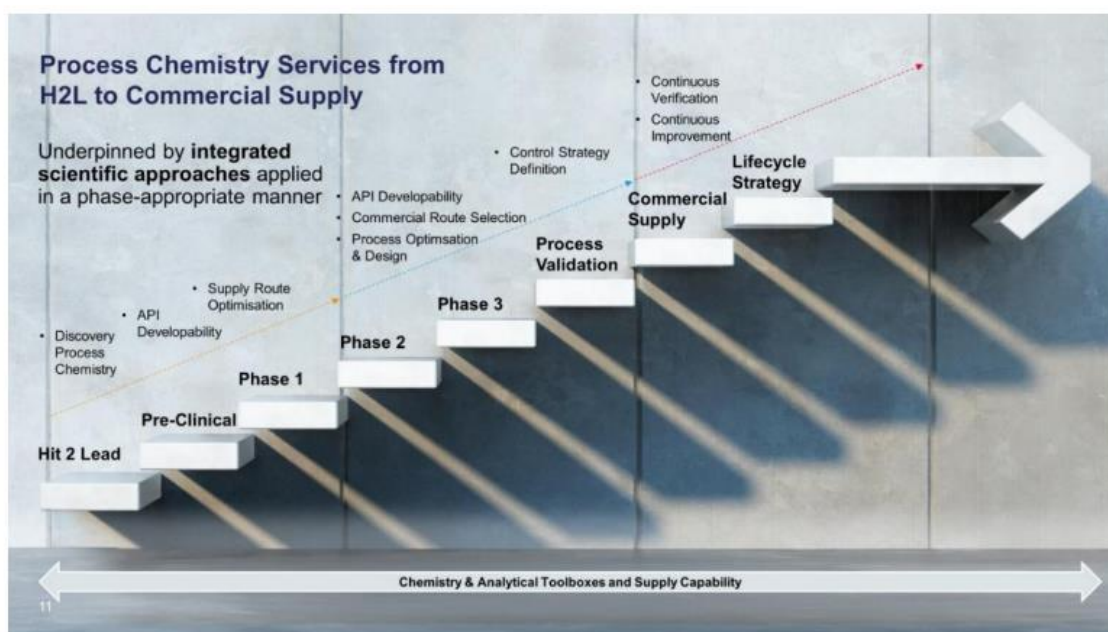 Process Chemistry Services from
H2L to Commercial Supply
Underpinned by integrated
scientific approaches applied
in a phase-appropriate manner
• Discovery
Process
Chemistry
• API
Developability
• Supply Route
Optimisation
• API Developability
• Commercial Route Selection
• Process Optimsation
& Design
• Control Strategy
Definition
• Continuous
Verification
• Continuous
Improvement
Hit 2 Lead
Pre-Clinical
Phase 1
Phase 2
Phase 3
Process
Validation
Commercial
Supply
Lifecycle
Strategy
Chemistry & Analytical Toolboxes and Supply Capability
11